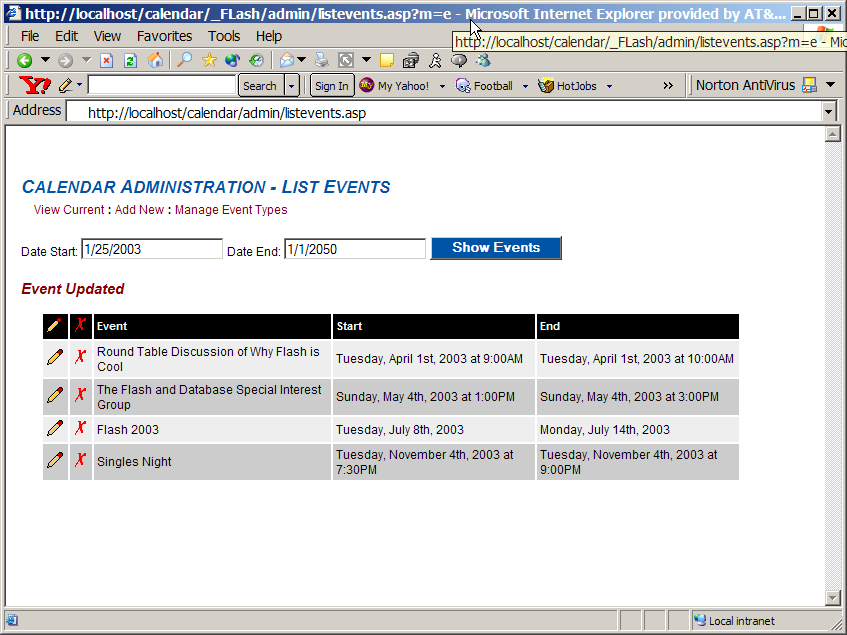 http://localhost/calendar/_FLash/admin/listevents.asp?m=e - Microsoft Internet Explorer provided by AT&...
File Edit View Favorites Tools Help
http://localhost/calendar/_FLash/admin/listevents.asp?m=e - Mic
Y! Search Sign In My Yahoo! Football HotJobs » Norton AntiVirus
Address http://localhost/calendar/admin/listevents.asp
CALENDAR ADMINISTRATION - LIST EVENTS
View Current : Add New : Manage Event Types
Date Start: 1/25/2003 Date End: 1/1/2050 Show Events
Event Updated
X Event Start End
X Round Table Discussion of Why Flash is Cool Tuesday, April 1st, 2003 at 9:00AM Tuesday, April 1st, 2003 at 10:00AM
X The Flash and Database Special Interest Group Sunday, May 4th, 2003 at 1:00PM Sunday, May 4th, 2003 at 3:00PM
X Flash 2003 Tuesday, July 8th, 2003 Monday, July 14th, 2003
X Singles Night Tuesday, November 4th, 2003 at 7:30PM Tuesday, November 4th, 2003 at 9:00PM
Local intranet